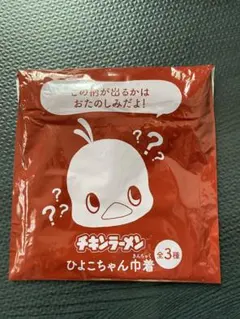 どの柄が出るかは
おたのしみだよ!
? ? ?
? ? ?
チキンラーメン
きんちゃく
ひよこちゃん巾着
全3種